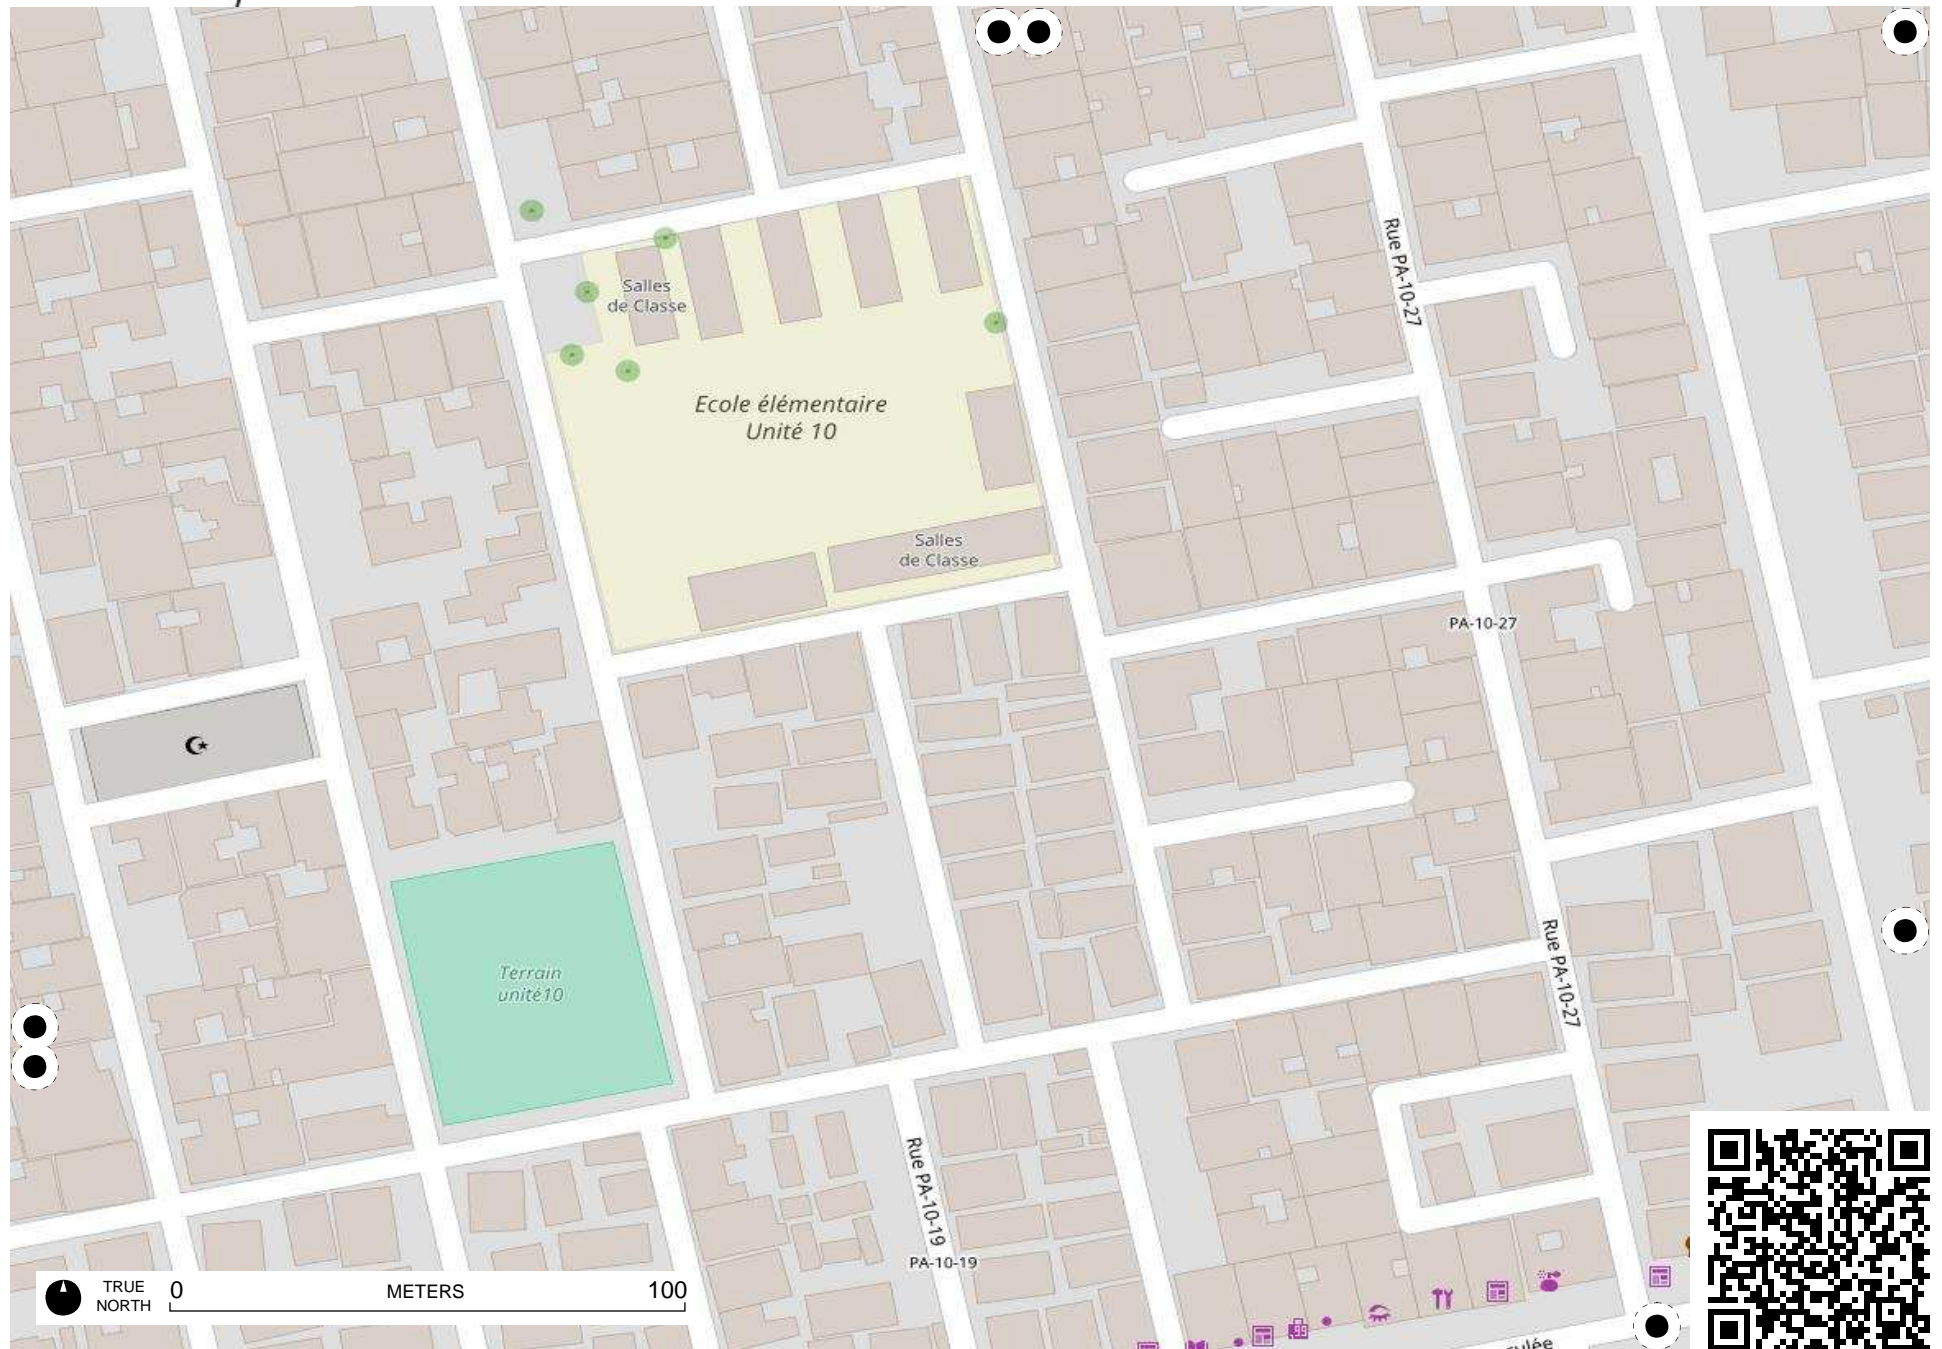 Rue PA-10-27
Salles
de Classe
Ecole élémentaire
Unité 10
Salles
de Classe
PA-10-27
Terrain
unité10
Rue PA-10-27
Rue PA-10-19
PA-10-19
TRUE
NORTH
0
METERS
100